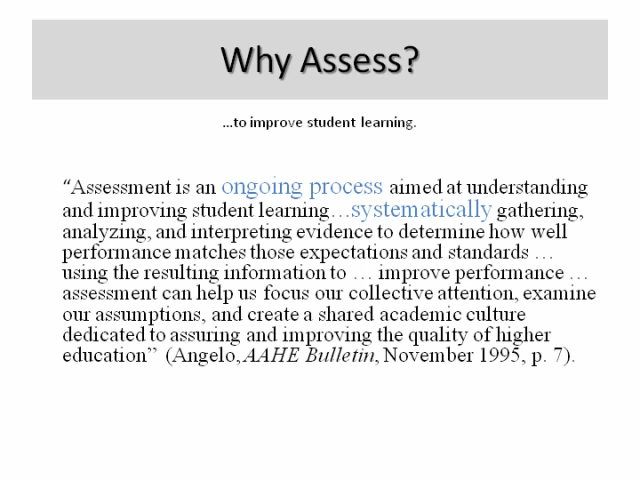 Why Assess?
...to improve student learning.
“Assessment is an ongoing process aimed at understanding
and improving student learning…systematically gathering,
analyzing, and interpreting evidence to determine how well
performance matches those expectations and standards …
using the resulting information to … improve performance …
assessment can help us focus our collective attention, examine
our assumptions, and create a shared academic culture
dedicated to assuring and improving the quality of higher
education” (Angelo, AAHE Bulletin, November 1995, p. 7).